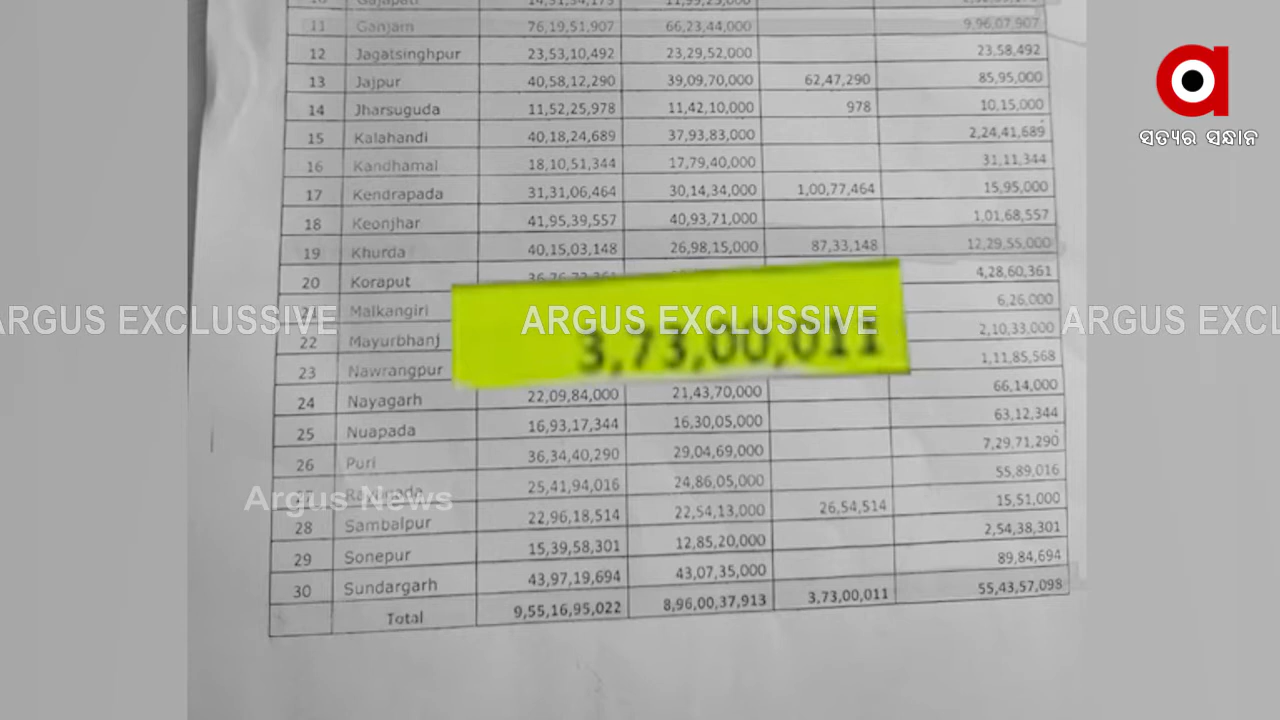 11 Ganjam 76,19,51,907 66,23,44,000 9,96,07,907
12 Jagatsinghpur 23,53,10,492 23,29,52,000 23,58,492
13 Jajpur 40,58,12,290 39,09,70,000 62,47,290 85,95,000
14 Jharsuguda 11,52,25,978 11,42,10,000 978 10,15,000
15 Kalahandi 40,18,24,689 37,93,83,000 2,24,41,689
16 Kandhamal 18,10,51,344 17,79,40,000 31,11,344
17 Kendrapada 31,31,06,464 30,14,34,000 1,00,77,464 15,95,000
18 Keonjhar 41,95,39,557 40,93,71,000 1,01,68,557
19 Khurda 40,15,03,148 26,98,15,000 87,33,148 12,29,55,000
20 Koraput 4,28,60,361
Malkangiri 6,26,000
22 Mayurbhanj 2,10,33,000
23 Nawrangpur 1,11,85,568
24 Nayagarh 22,09,84,000 21,43,70,000 66,14,000
25 Nuapada 16,93,17,344 16,30,05,000 63,12,344
26 Puri 36,34,40,290 29,04,69,000 7,29,71,290
25,41,94,016 24,86,05,000 55,89,016
28 Sambalpur 22,96,18,514 22,54,13,000 26,54,514 15,51,000
29 Sonepur 15,39,58,301 12,85,20,000 2,54,38,301
30 Sundargarh 43,97,19,694 43,07,35,000 89,84,694
Total 9,55,16,95,022 8,96,00,37,913 3,73,00,011 55,43,57,098
3,73,00,011
ARGUS EXCLUSSIVE ARGUS EXCLUSSIVE ARGUS EXCL
Argus News
ସତ୍ୟର ସନ୍ଧାନ